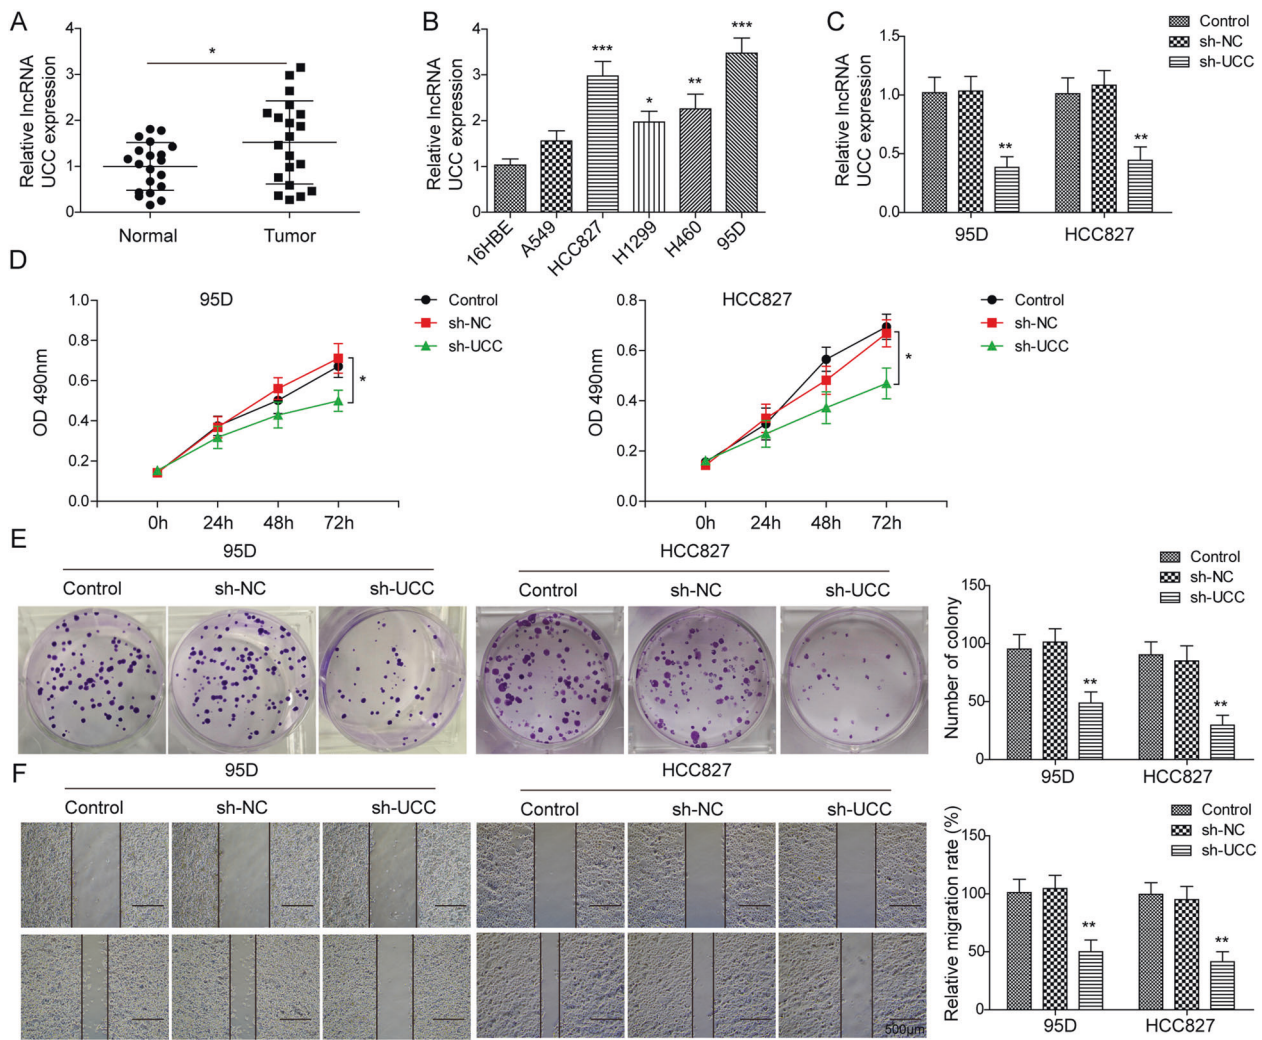 A
Relative lncRNA
UCC expression
4
3
2
1
0
*
Normal
Tumor
B
Relative lncRNA
UCC expression
4
3
2
1
0
***
*
**
***
16HBE
A549
HCC827
H1299
H460
95D
C
Relative lncRNA
UCC expression
1.5
1.0
0.5
0.0
**
**
95D
HCC827
Control
sh-NC
sh-UCC
D
95D
OD 490nm
1.0
0.8
0.6
0.4
0.2
0.0
0h
24h
48h
72h
*
Control
sh-NC
sh-UCC
HCC827
OD 490nm
0.8
0.6
0.4
0.2
0.0
0h
24h
48h
72h
*
Control
sh-NC
sh-UCC
E
95D
Control
sh-NC
sh-UCC
HCC827
Control
sh-NC
sh-UCC
Number of colony
150
100
50
0
**
**
95D
HCC827
Control
sh-NC
sh-UCC
F
95D
Control
sh-NC
sh-UCC
HCC827
Control
sh-NC
sh-UCC
500μm
Relative migration rate (%)
150
100
50
0
**
**
95D
HCC827
Control
sh-NC
sh-UCC